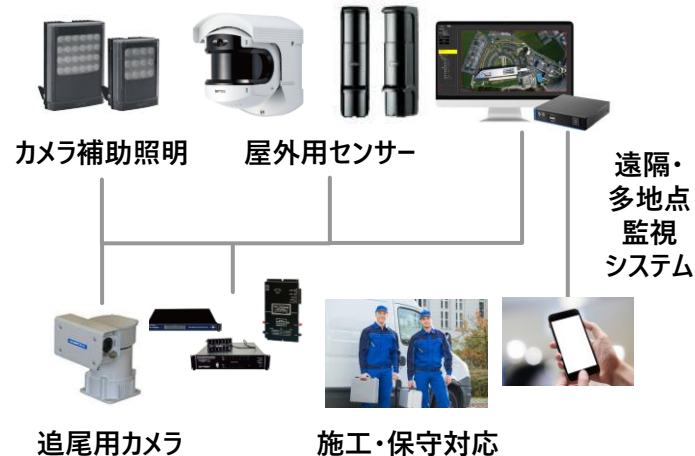 カメラ補助照明
屋外用センサー
遠隔・
多地点
監視
システム
追尾用カメラ
施工・保守対応